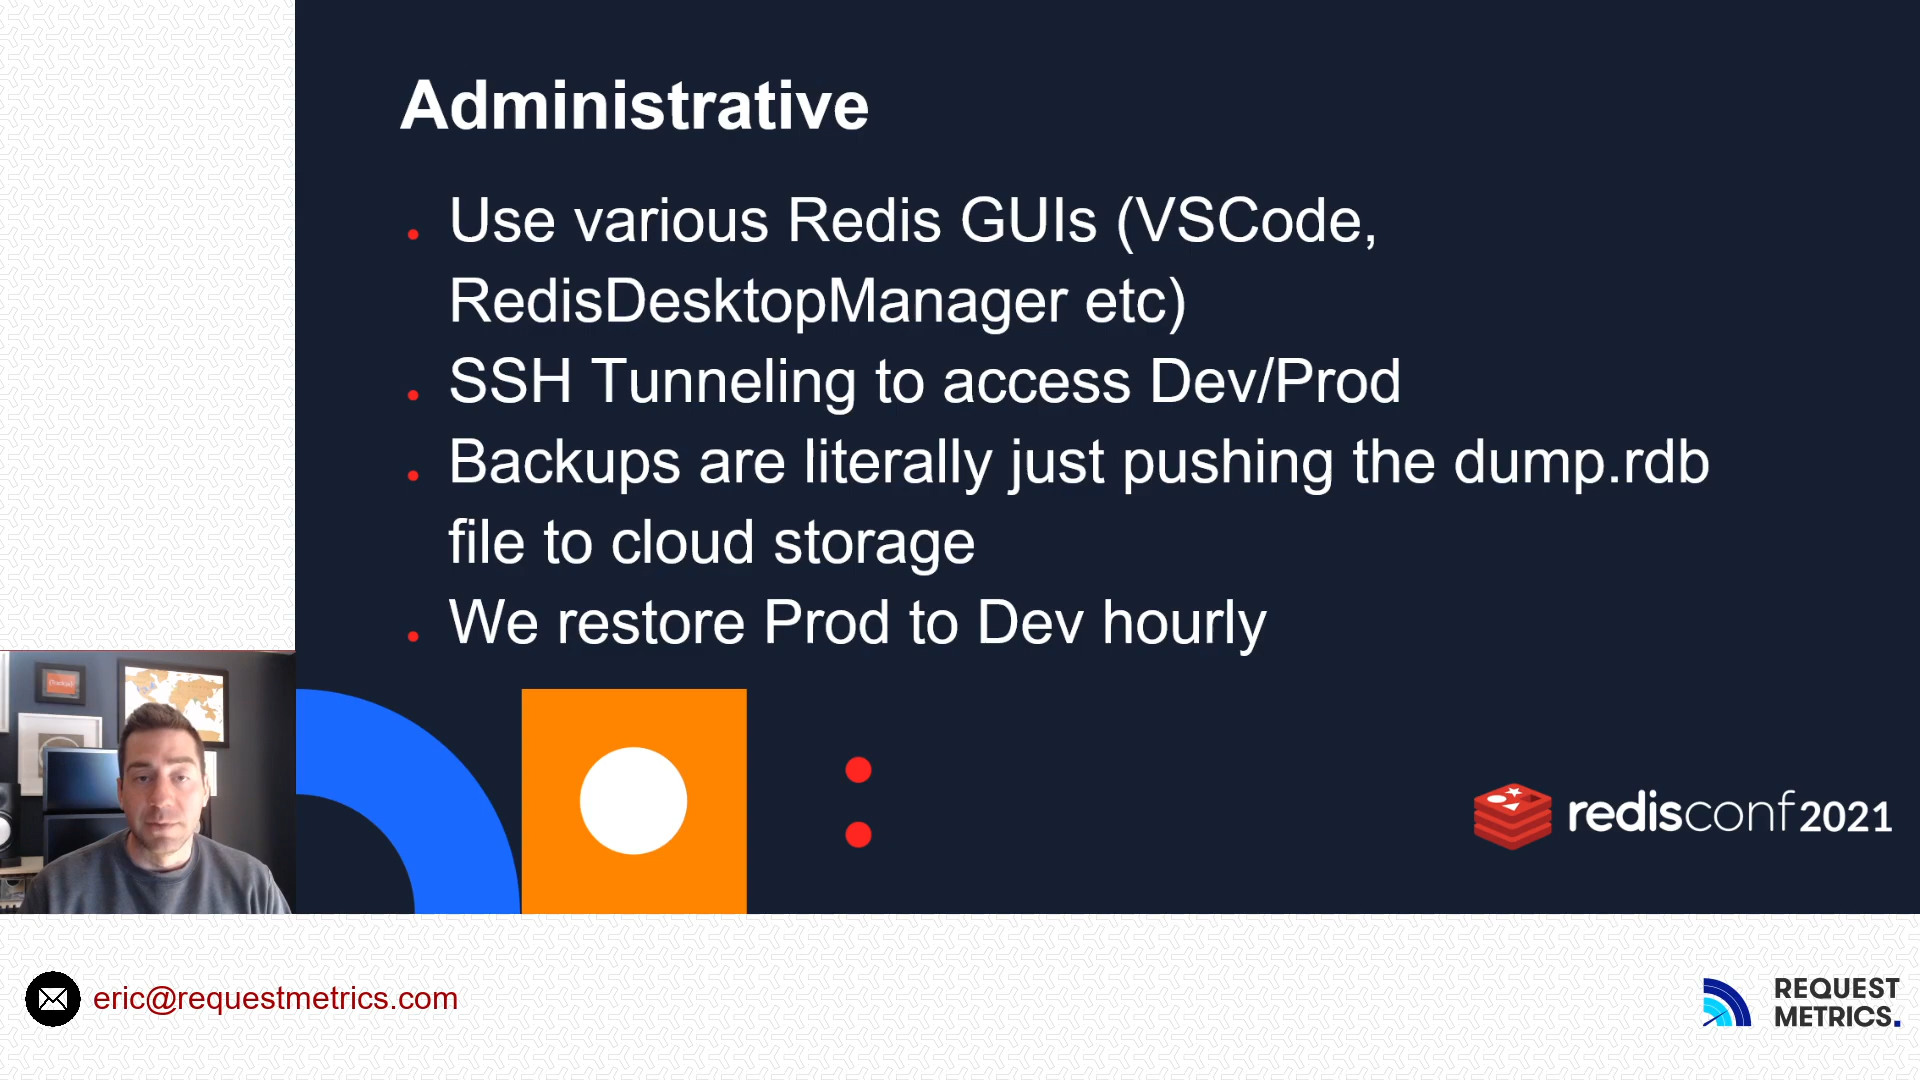 Administrative
Use various Redis GUIs (VSCode,
RedisDesktopManager etc)
SSH Tunneling to access Dev/Prod
Backups are literally just pushing the dump.rdb
file to cloud storage
We restore Prod to Dev hourly
redisconf2021
eric@requestmetrics.com
REQUEST
METRICS.